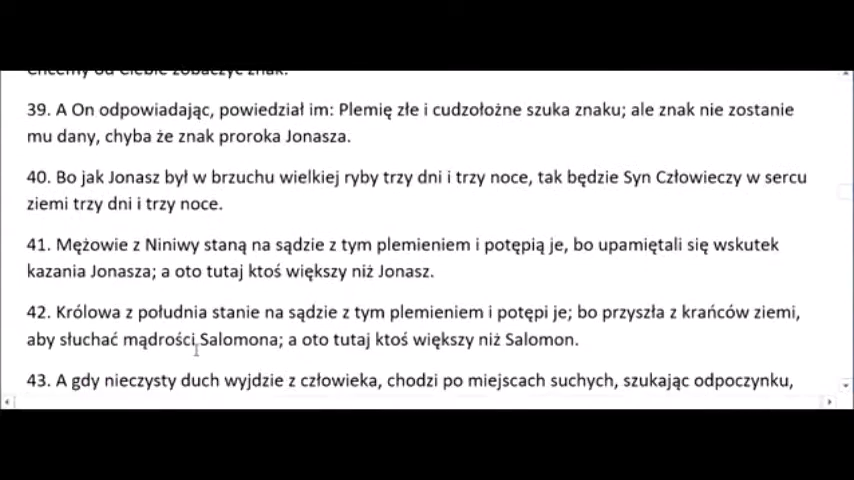 Chcemy od Ciebie zobaczyć znak.
39. A On odpowiadając, powiedział im: Plemię złe i cudzołożne szuka znaku; ale znak nie zostanie
mu dany, chyba że znak proroka Jonasza.
40. Bo jak Jonasz był w brzuchu wielkiej ryby trzy dni i trzy noce, tak będzie Syn Człowieczy w sercu
ziemi trzy dni i trzy noce.
41. Mężowie z Niniwy staną na sądzie z tym plemieniem i potępią je, bo upamiętali się wskutek
kazania Jonasza; a oto tutaj ktoś większy niż Jonasz.
42. Królowa z południa stanie na sądzie z tym plemieniem i potępi je; bo przyszła z krańców ziemi,
aby słuchać mądrości Salomona; a oto tutaj ktoś większy niż Salomon.
43. A gdy nieczysty duch wyjdzie z człowieka, chodzi po miejscach suchych, szukając odpoczynku,